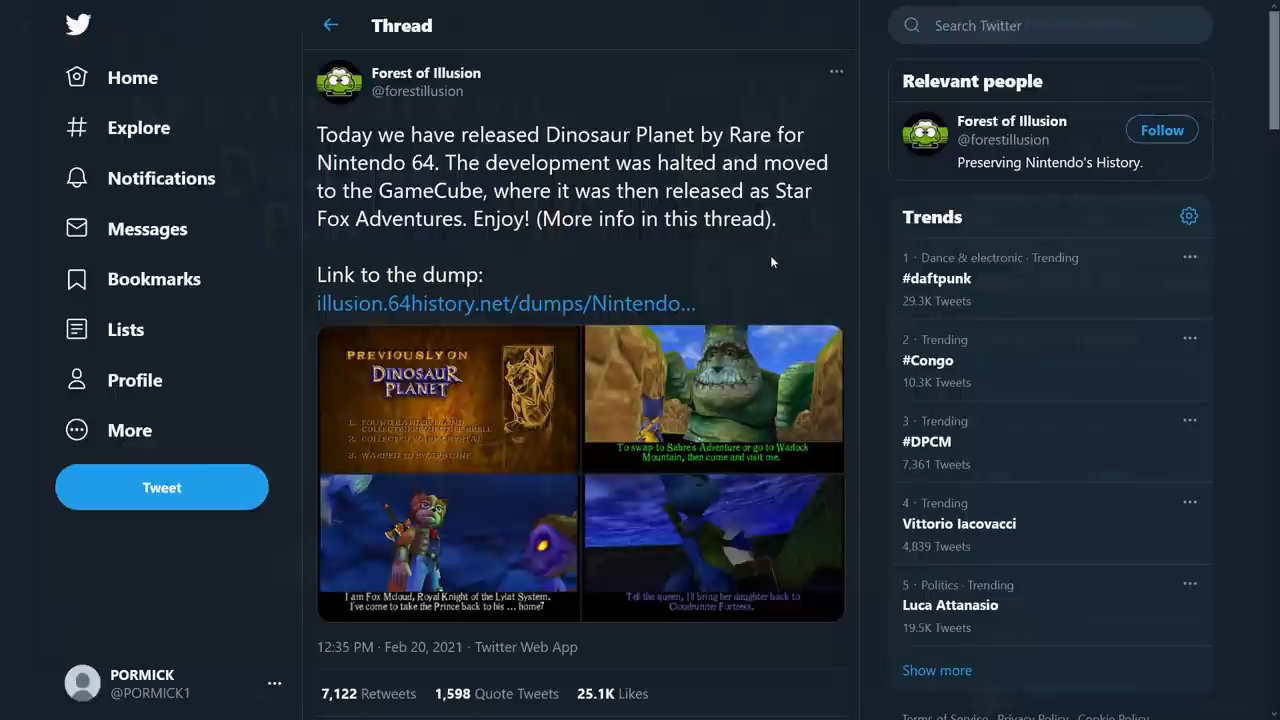 Home
Explore
Notifications
Messages
Bookmarks
Lists
Profile
More
Tweet
PORMICK
@PORMICK1
Thread
Forest of Illusion
@forestillusion
Today we have released Dinosaur Planet by Rare for
Nintendo 64. The development was halted and moved
to the GameCube, where it was then released as Star
Fox Adventures. Enjoy! (More info in this thread).
Link to the dump:
illusion.64history.net/dumps/Nintendo...
PREVIOUSLY ON
DINOSAUR
PLANET
To swap to Sabre's Adventure or go to Warlock
Mountain, then come and visit me.
I am Fox Mcloud, Royal Knight of the Lylat System.
I've come to take the Prince back to his ... home?
Tell the queen, I'll bring her daughter back to
Cloudrunner Fortress.
12:35 PM · Feb 20, 2021 · Twitter Web App
7,122 Retweets 1,598 Quote Tweets 25.1K Likes
Search Twitter
Relevant people
Forest of Illusion
@forestillusion
Follow
Preserving Nintendo's History.
Trends
1 · Dance & electronic · Trending
#daftpunk
29.3K Tweets
2 · Trending
#Congo
10.3K Tweets
3 · Trending
#DPCM
7,361 Tweets
4 · Trending
Vittorio Iacovacci
4,839 Tweets
5 · Politics · Trending
Luca Attanasio
19.5K Tweets
Show more
Terms of Service Privacy Policy Cookie Policy